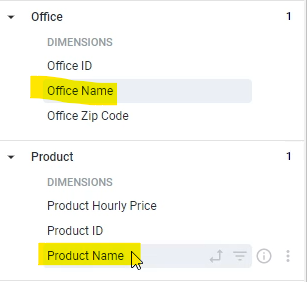 Office 1
DIMENSIONS
Office ID
Office Name
Office Zip Code
Product 1
DIMENSIONS
Product Hourly Price
Product ID
Product Name